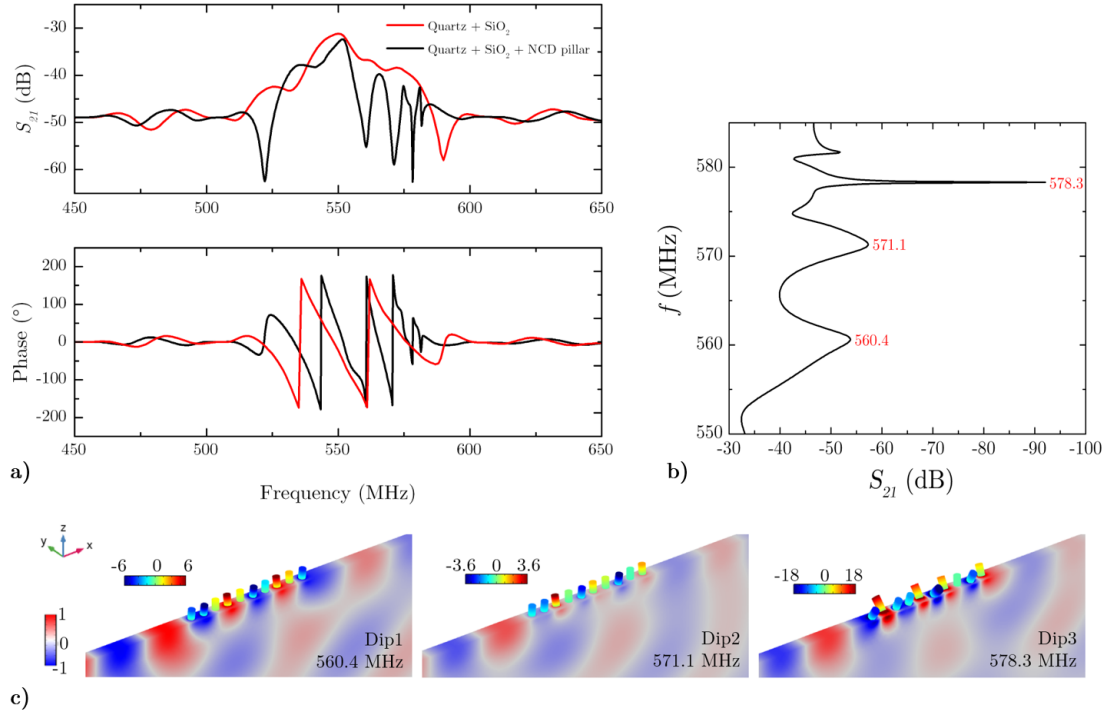 -30
-40
-50
-60
S21 (dB)
Quartz + SiO2
Quartz + SiO2 + NCD pillar
450 500 550 600 650
200
100
0
-100
-200
Phase (°)
450 500 550 600 650
a)
Frequency (MHz)
580
570
560
550
f (MHz)
578.3
571.1
560.4
-30 -40 -50 -60 -70 -80 -90 -100
b)
S21 (dB)
z
y x
-6 0 6
1
0
-1
Dip1
560.4 MHz
-3.6 0 3.6
Dip2
571.1 MHz
-18 0 18
Dip3
578.3 MHz
c)